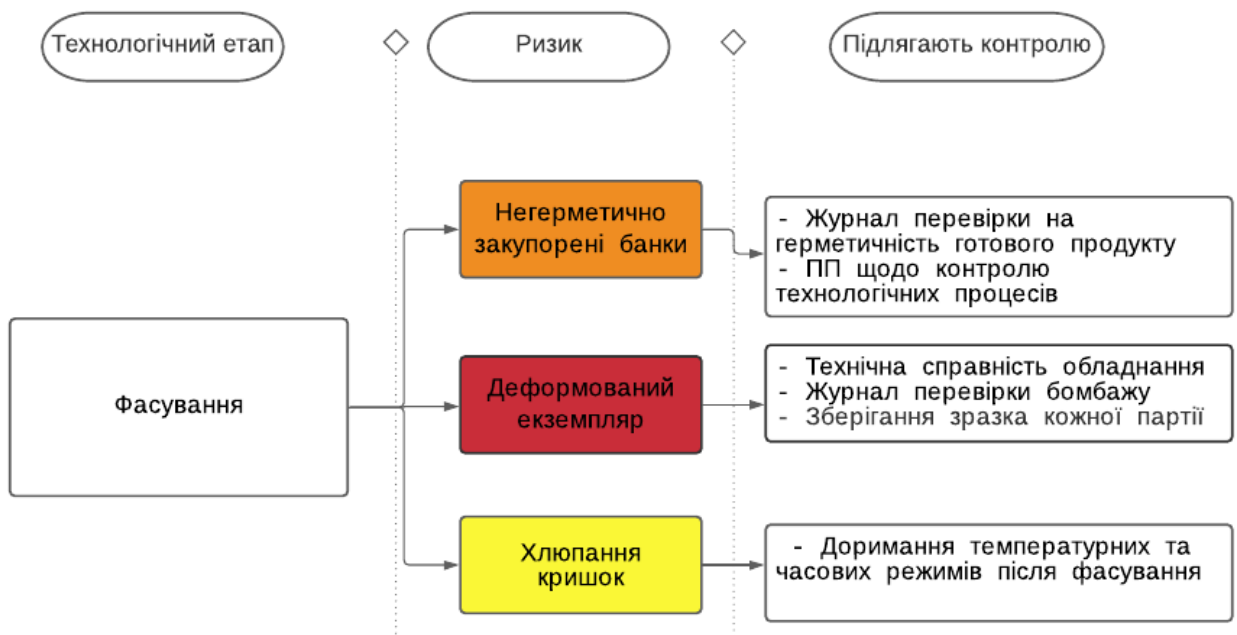 Технологічний етап
Ризик
Підлягають контролю
Негерметично
закупорені банки
- Журнал перевірки на
герметичність готового продукту
- ПП щодо контролю
технологічних процесів
Фасування
Деформований
екземпляр
- Технічна справність обладнання
- Журнал перевірки бомбажу
- Зберігання зразка кожної партії
Хлюпання
кришок
- Доримання температурних та
часових режимів після фасування